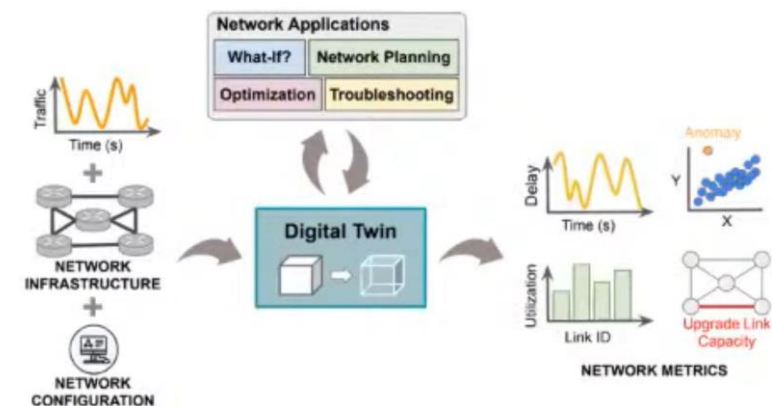 Network Applications
What-If?
Network Planning
Optimization
Troubleshooting
Traffic
Time (s)
+
NETWORK
INFRASTRUCTURE
+
NETWORK
CONFIGURATION
Digital Twin
Delay
Time (s)
Anomaly
Y
X
Utilization
Link ID
Upgrade Link
Capacity
NETWORK METRICS